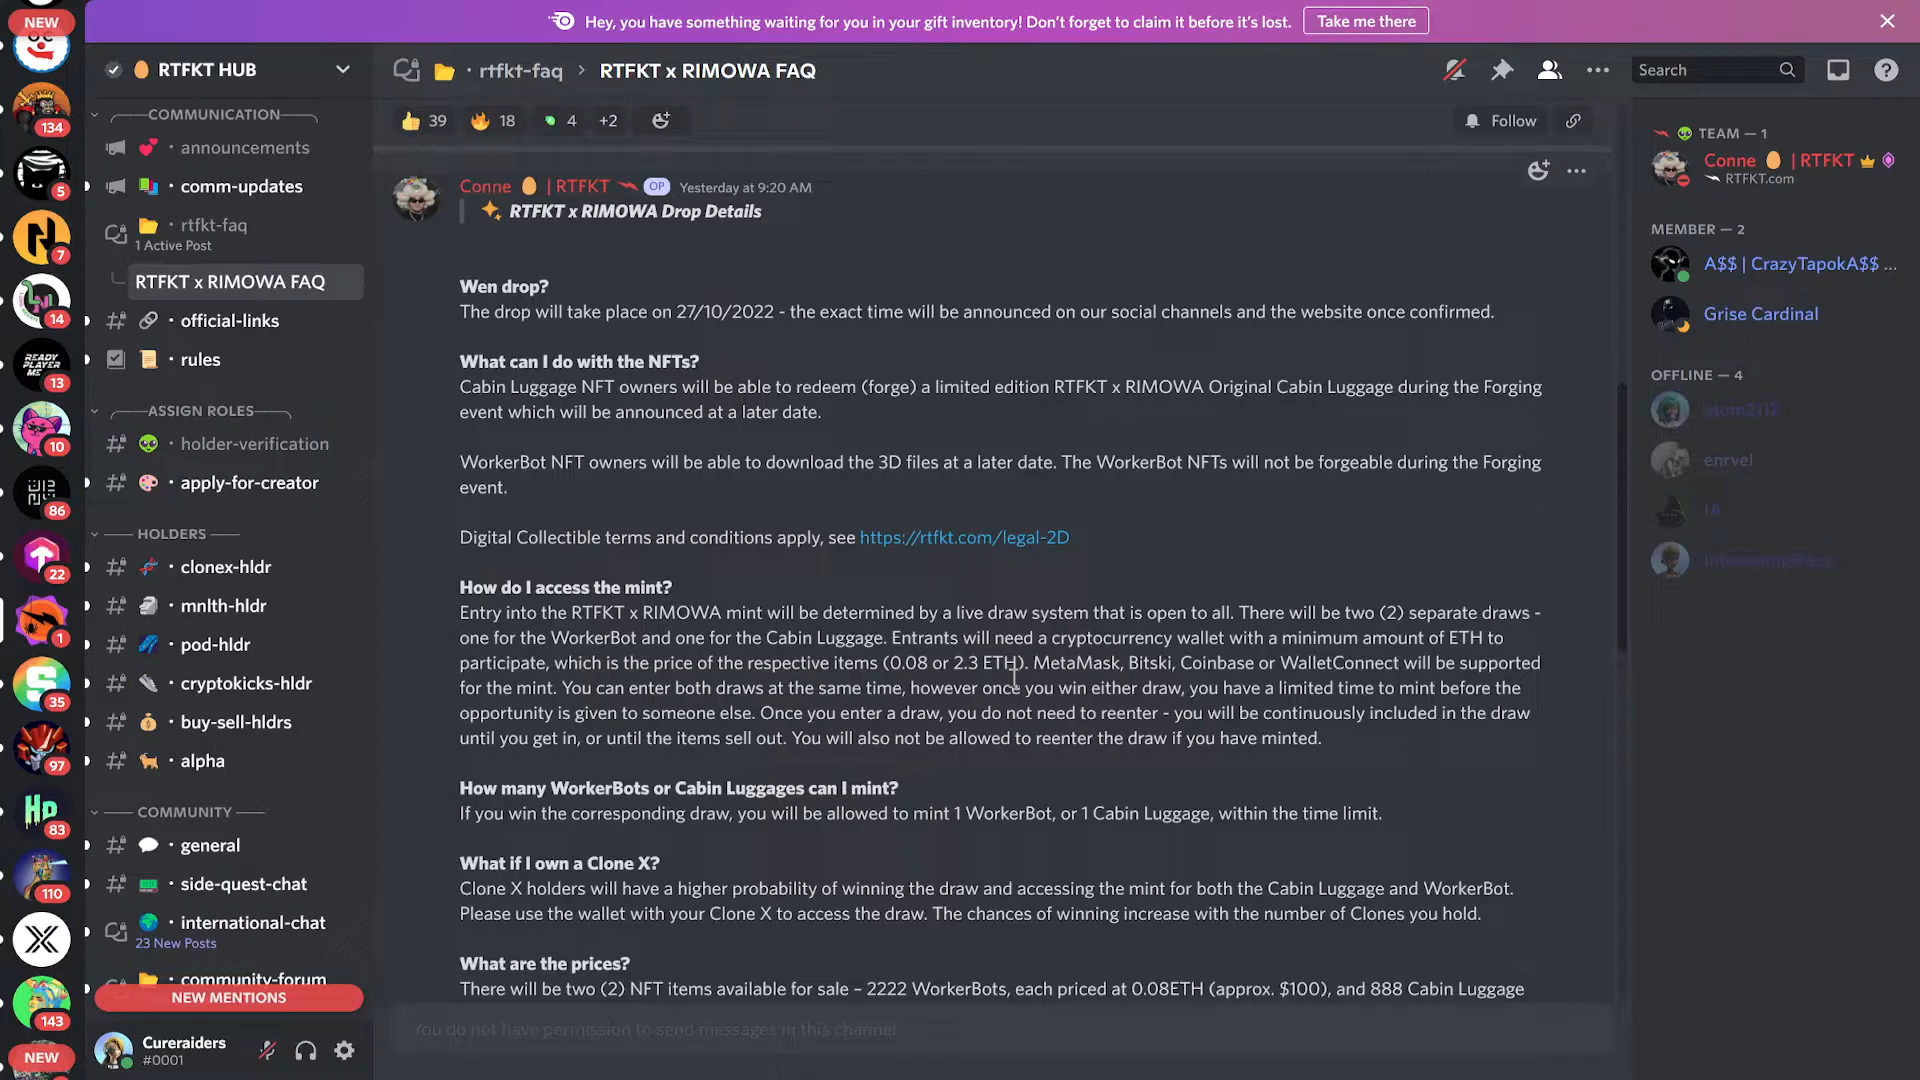 Hey, you have something waiting for you in your gift inventory! Don't forget to claim it before it's lost. Take me there
NEW
134
5
7
14
READY PLAYER ME
13
10
86
22
1
35
97
83
110
143
NEW
RTFKT HUB
COMMUNICATION
announcements
comm-updates
rtfkt-faq
1 Active Post
RTFKT x RIMOWA FAQ
official-links
rules
ASSIGN ROLES
holder-verification
apply-for-creator
HOLDERS
clonex-hldr
mnlth-hldr
pod-hldr
cryptokicks-hldr
buy-sell-hldrs
alpha
COMMUNITY
general
side-quest-chat
international-chat
23 New Posts
community-forum
NEW MENTIONS
Cureraiders
#0001
rtfkt-faq > RTFKT x RIMOWA FAQ
Search
39 18 4 +2
Follow
Conne | RTFKT OP Yesterday at 9:20 AM
RTFKT x RIMOWA Drop Details
Wen drop?
The drop will take place on 27/10/2022 - the exact time will be announced on our social channels and the website once confirmed.
What can I do with the NFTs?
Cabin Luggage NFT owners will be able to redeem (forge) a limited edition RTFKT x RIMOWA Original Cabin Luggage during the Forging
event which will be announced at a later date.
WorkerBot NFT owners will be able to download the 3D files at a later date. The WorkerBot NFTs will not be forgeable during the Forging
event.
Digital Collectible terms and conditions apply, see https://rtfkt.com/legal-2D
How do I access the mint?
Entry into the RTFKT x RIMOWA mint will be determined by a live draw system that is open to all. There will be two (2) separate draws -
one for the WorkerBot and one for the Cabin Luggage. Entrants will need a cryptocurrency wallet with a minimum amount of ETH to
participate, which is the price of the respective items (0.08 or 2.3 ETH). MetaMask, Bitski, Coinbase or WalletConnect will be supported
for the mint. You can enter both draws at the same time, however once you win either draw, you have a limited time to mint before the
opportunity is given to someone else. Once you enter a draw, you do not need to reenter - you will be continuously included in the draw
until you get in, or until the items sell out. You will also not be allowed to reenter the draw if you have minted.
How many WorkerBots or Cabin Luggages can I mint?
If you win the corresponding draw, you will be allowed to mint 1 WorkerBot, or 1 Cabin Luggage, within the time limit.
What if I own a Clone X?
Clone X holders will have a higher probability of winning the draw and accessing the mint for both the Cabin Luggage and WorkerBot.
Please use the wallet with your Clone X to access the draw. The chances of winning increase with the number of Clones you hold.
What are the prices?
There will be two (2) NFT items available for sale – 2222 WorkerBots, each priced at 0.08ETH (approx. $100), and 888 Cabin Luggage
You do not have permission to send messages in this channel
TEAM — 1
Conne | RTFKT
RTFKT.com
MEMBER — 2
A$$ | CrazyTapokA$$ ...
Grise Cardinal
OFFLINE — 4
enrvel